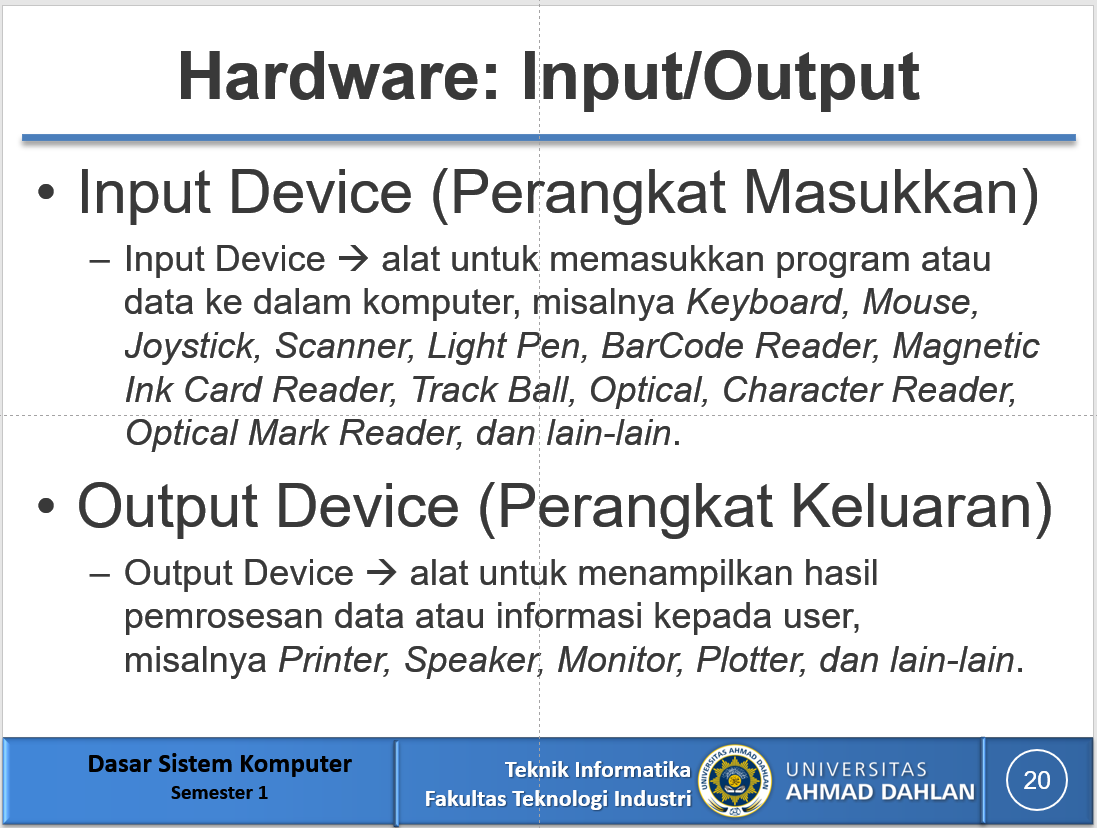 Hardware: Input/Output
• Input Device (Perangkat Masukkan)
– Input Device → alat untuk memasukkan program atau
data ke dalam komputer, misalnya Keyboard, Mouse,
Joystick, Scanner, Light Pen, BarCode Reader, Magnetic
Ink Card Reader, Track Ball, Optical, Character Reader,
Optical Mark Reader, dan lain-lain.
• Output Device (Perangkat Keluaran)
– Output Device → alat untuk menampilkan hasil
pemrosesan data atau informasi kepada user,
misalnya Printer, Speaker, Monitor, Plotter, dan lain-lain.
Dasar Sistem Komputer
Semester 1
Teknik Informatika
Fakultas Teknologi Industri
UNIVERSITAS AHMAD DAHLAN
UNIVERSITAS
AHMAD DAHLAN
20